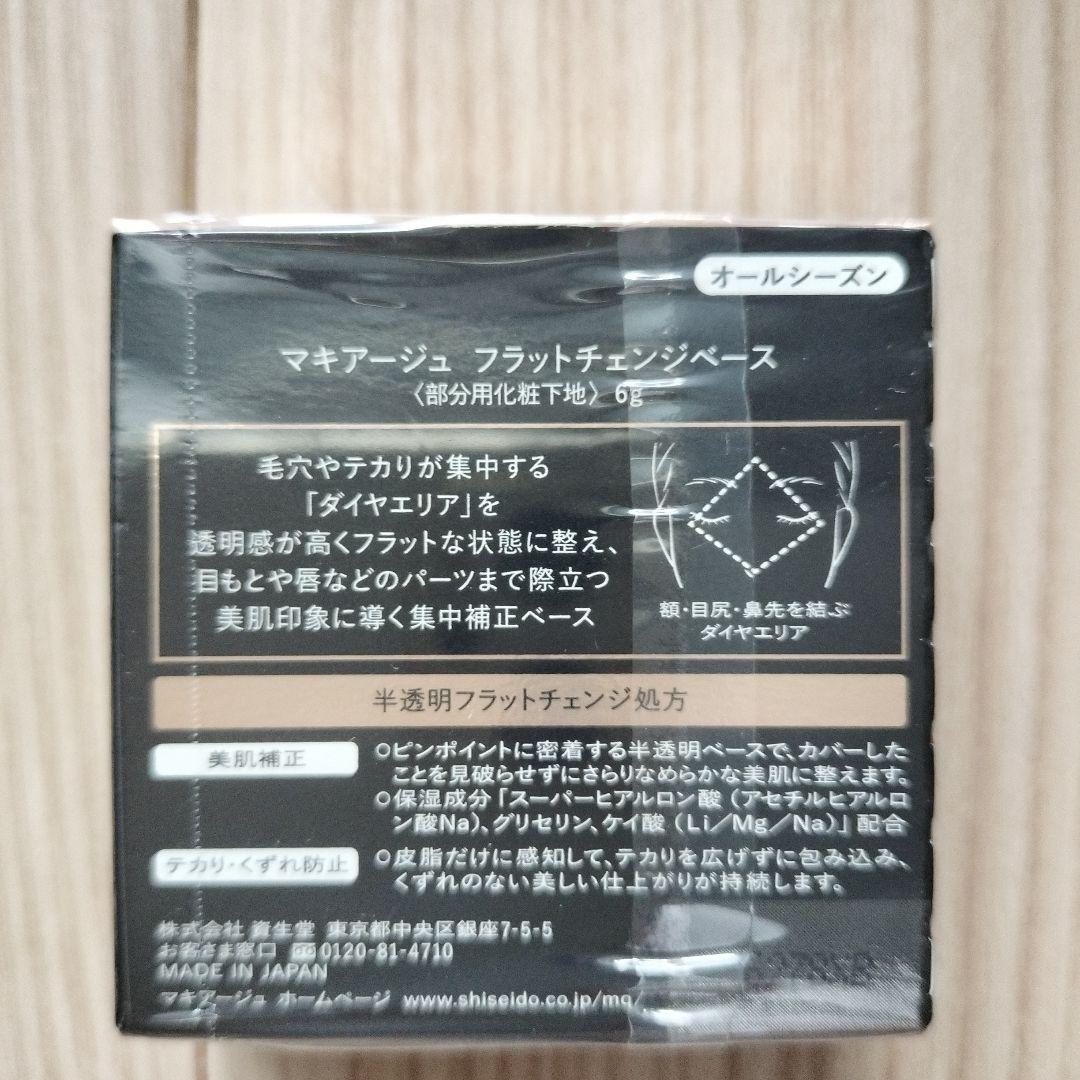 オールシーズン
マキアージュ フラットチェンジベース
〈部分用化粧下地〉 6g
毛穴やテカリが集中する
「ダイヤエリア」を
透明感が高くフラットな状態に整え、
目もとや唇などのパーツまで際立つ
美肌印象に導く集中補正ベース
額・目尻・鼻先を結ぶ
ダイヤエリア
半透明フラットチェンジ処方
美肌補正
○ピンポイントに密着する半透明ベースで、カバーした
ことを見破らせずにさらりなめらかな美肌に整えます。
○保湿成分「スーパーヒアルロン酸（アセチルヒアルロ
ン酸Na）、グリセリン、ケイ酸（Li／Mg／Na）」配合
テカリ・くずれ防止
○皮脂だけに感知して、テカリを広げずに包み込み、
くずれのない美しい仕上がりが持続します。
株式会社 資生堂 東京都中央区銀座7-5-5
お客さま窓口 0120-81-4710
MADE IN JAPAN
マキアージュ ホームページ www.shiseido.co.jp/mq/